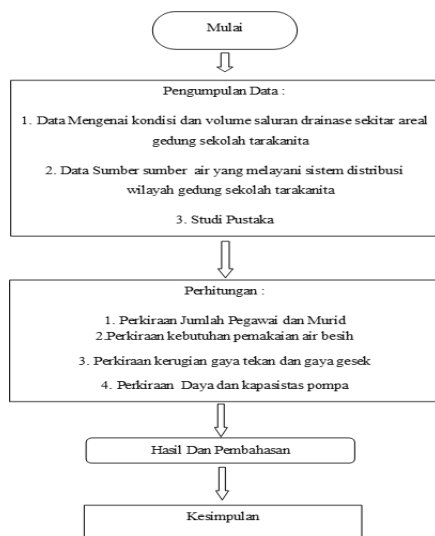 Mulai
Pengumpulan Data :
1. Data Mengenai kondisi dan volume saluran drainase sekitar areal
gedung sekolah tarakanita
2. Data Sumber sumber air yang melayani sistem distribusi
wilayah gedung sekolah tarakanita
3. Studi Pustaka
Perhitungan :
1. Perkiraan Jumlah Pegawai dan Murid
2.Perkiraan kebutuhan pemakaian air besih
3. Perkiraan kerugian gaya tekan dan gaya gesek
4. Perkiraan Daya dan kapasistas pompa
Hasil Dan Pembahasan
Kesimpulan